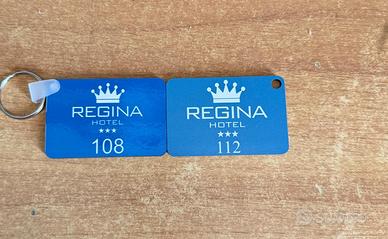 REGINA
HOTEL
★★★
108
REGINA
HOTEL
★★★
112